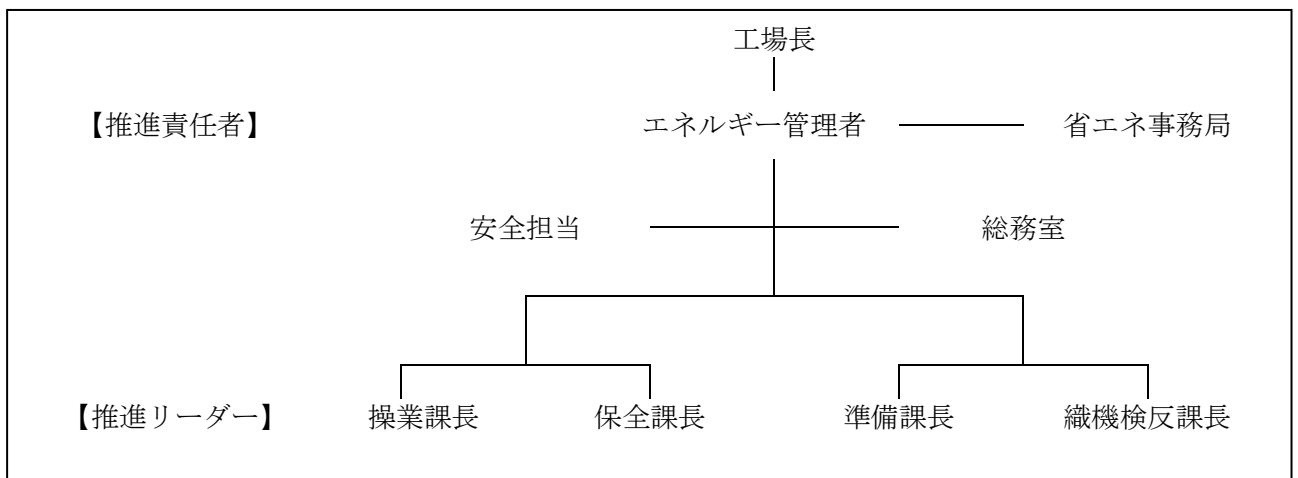 工場長
【推進責任者】 エネルギー管理者 省エネ事務局
安全担当 総務室
【推進リーダー】 操業課長 保全課長 準備課長 織機検反課長